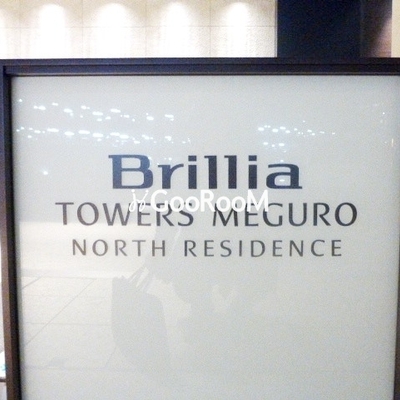 Brillia
GooRooM
TOWERS MEGURO
NORTH RESIDENCE